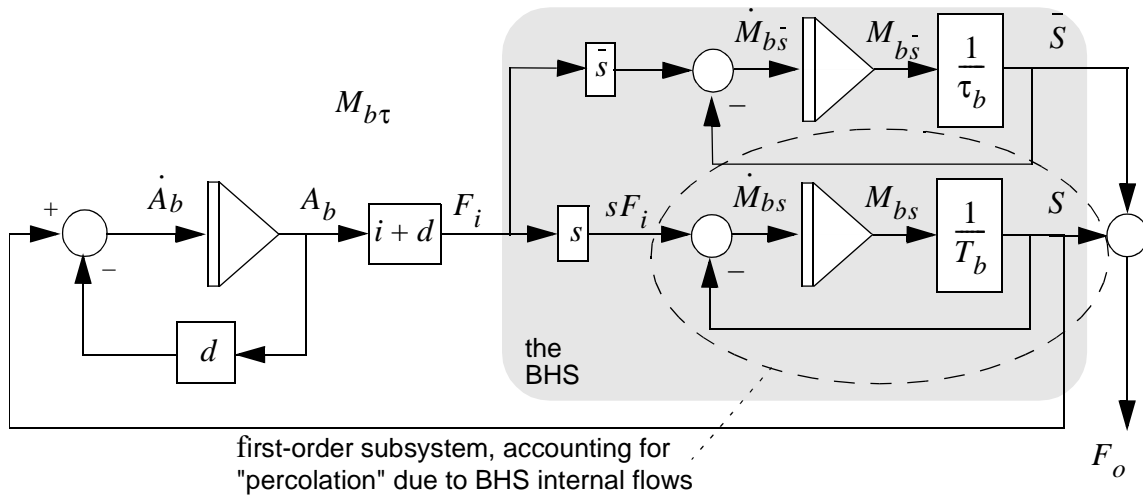 Ṁ_bs̄ M_bs̄ S̄
s̄ − 1/τ_b
M_bτ
+ Ȧ_b A_b i + d F_i s sF_i Ṁ_bs M_bs 1/T_b S
− −
d
the
BHS
first-order subsystem, accounting for
"percolation" due to BHS internal flows
F_o